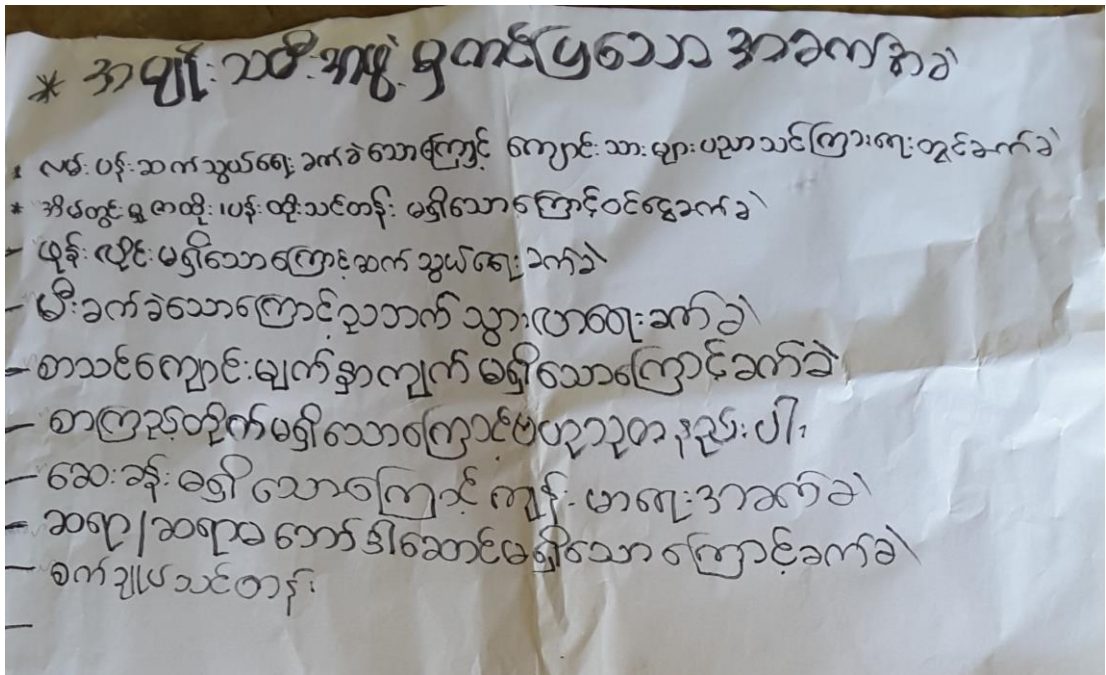 * အမျိုးသမီးအဖွဲ့မှတင်ပြသောအခက်အခဲ
* လမ်းပန်းဆက်သွယ်ရေးခက်ခဲသောကြောင့် ကျောင်းသားများပညာသင်ကြားရေးတွင်ခက်ခဲ
* အိမ်တွင်းမှု ဇာထိုး၊ပန်းထိုးသင်တန်း မရှိသောကြောင့်ဝင်ငွေခက်ခဲ
- ဖုန်းလိုင်းမရှိသောကြောင့်ဆက်သွယ်ရေးခက်ခဲ
- မီးခက်ခဲသောကြောင့်ညဘက်သွားလာရေးခက်ခဲ
- စာသင်ကျောင်းမျက်နှာကျက်မရှိသောကြောင့်ခက်ခဲ
- စာကြည့်တိုက်မရှိသောကြောင့်ဗဟုသုတနည်းပါး
- ဆေးခန်းမရှိသောကြောင့်ကျန်းမာရေးအခက်ခဲ
- ဆရာ/ဆရာမဘော်ဒါဆောင်မရှိသောကြောင့်ခက်ခဲ
- စက်ချုပ်သင်တန်း
-